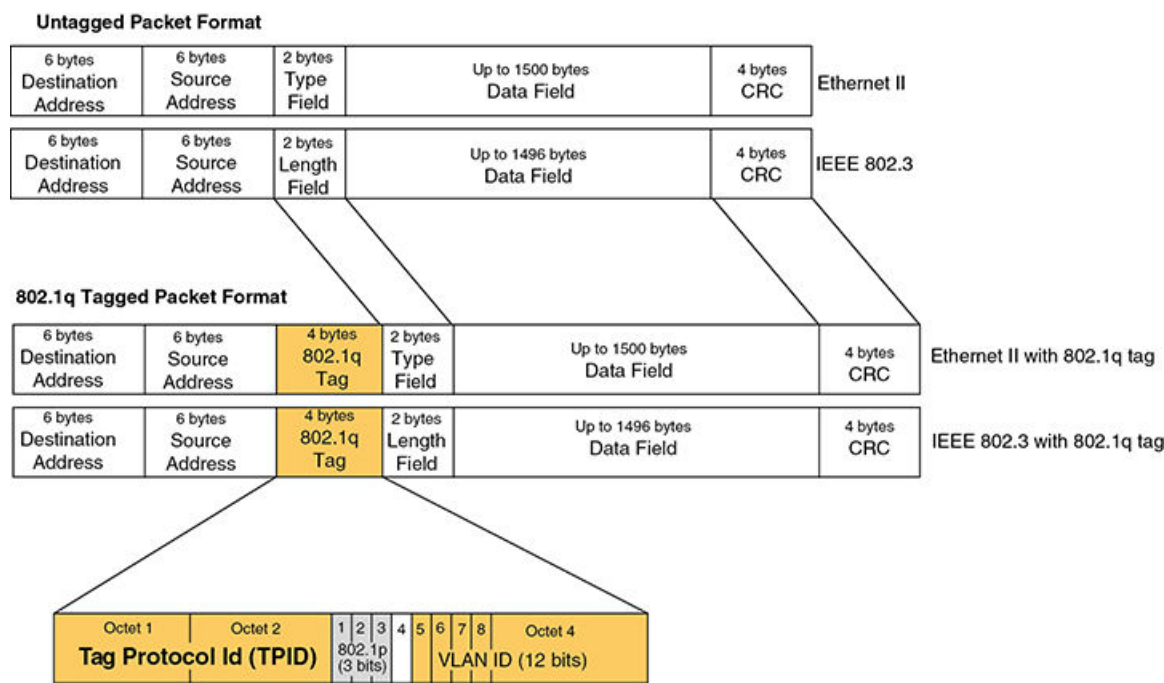 Untagged Packet Format
6 bytes
Destination
Address
6 bytes
Source
Address
2 bytes
Type
Field
Up to 1500 bytes
Data Field
4 bytes
CRC
Ethernet II
6 bytes
Destination
Address
6 bytes
Source
Address
2 bytes
Length
Field
Up to 1496 bytes
Data Field
4 bytes
CRC
IEEE 802.3
802.1q Tagged Packet Format
6 bytes
Destination
Address
6 bytes
Source
Address
4 bytes
802.1q
Tag
2 bytes
Type
Field
Up to 1500 bytes
Data Field
4 bytes
CRC
Ethernet II with 802.1q tag
6 bytes
Destination
Address
6 bytes
Source
Address
4 bytes
802.1q
Tag
2 bytes
Length
Field
Up to 1496 bytes
Data Field
4 bytes
CRC
IEEE 802.3 with 802.1q tag
Octet 1
Octet 2
Tag Protocol Id (TPID)
1 2 3
802.1p
(3 bits)
4
5 6 7 8
Octet 4
VLAN ID (12 bits)